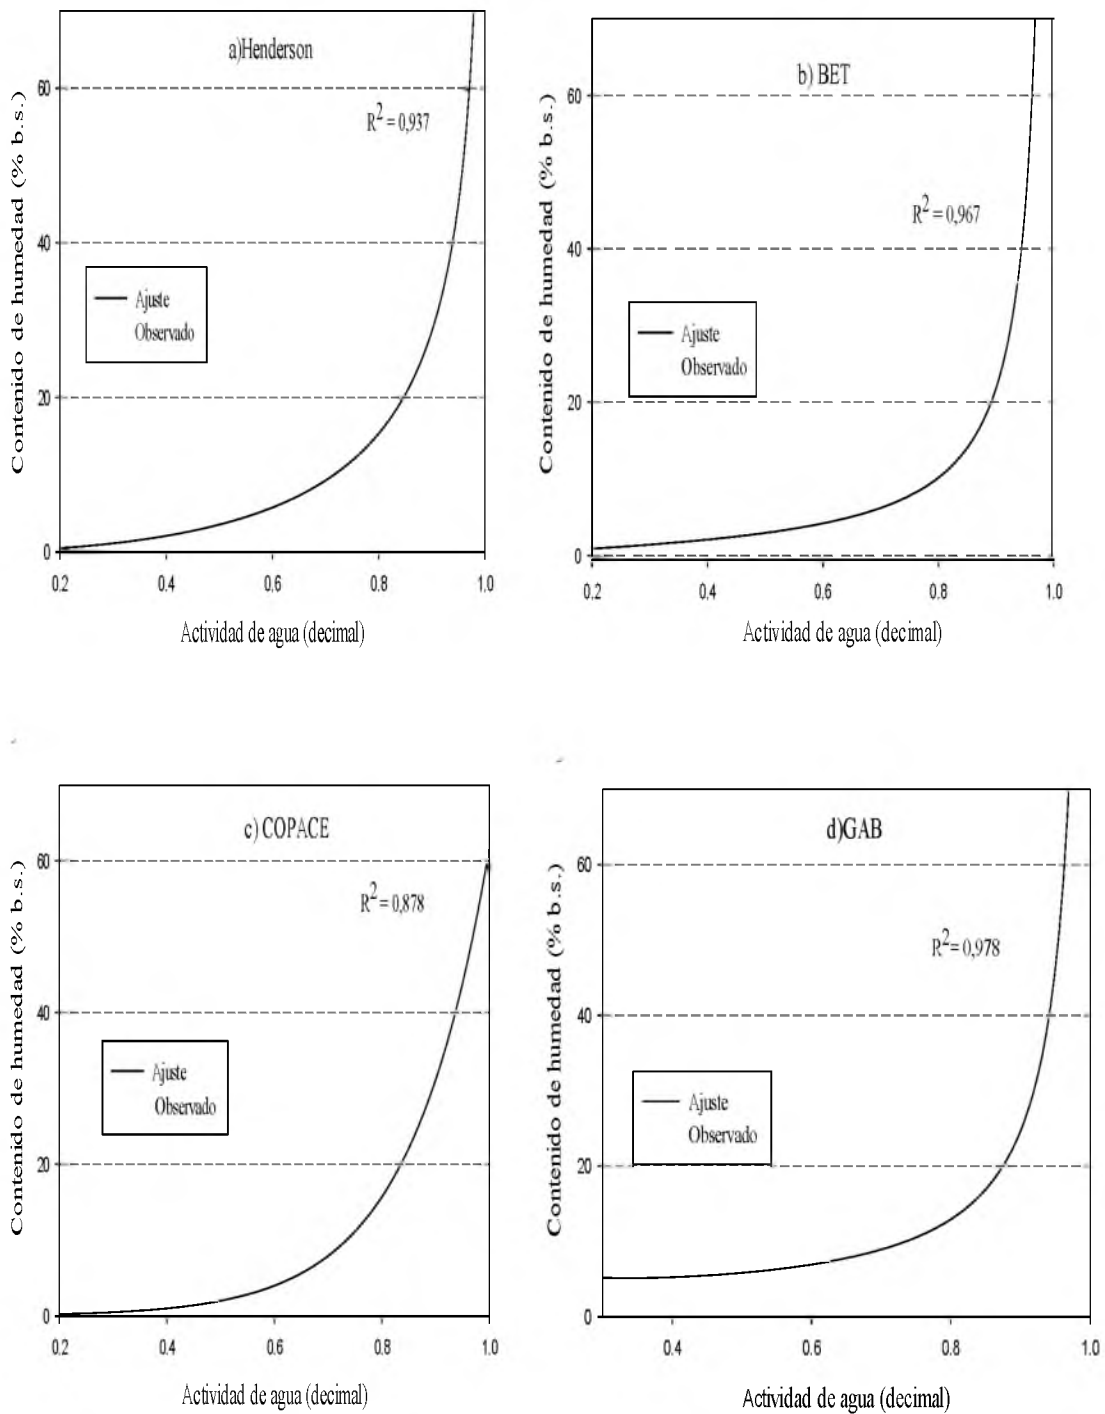 a)Henderson
R2 = 0,937
Contenido de humedad (% b.s.)
60
40
20
0
Ajuste
Observado
0.2 0.4 0.6 0.8 1.0
Actividad de agua (decimal)
b) BET
R2 = 0,967
Contenido de humedad (% b.s.)
60
40
20
0
Ajuste
Observado
0.2 0.4 0.6 0.8 1.0
Actividad de agua (decimal)
c) COPACE
R2 = 0,878
Contenido de humedad (% b.s.)
60
40
20
0
Ajuste
Observado
0.2 0.4 0.6 0.8 1.0
Actividad de agua (decimal)
d)GAB
R2 = 0,978
Contenido de humedad (% b.s.)
60
40
20
0
Ajuste
Observado
0.4 0.6 0.8 1.0
Actividad de agua (decimal)